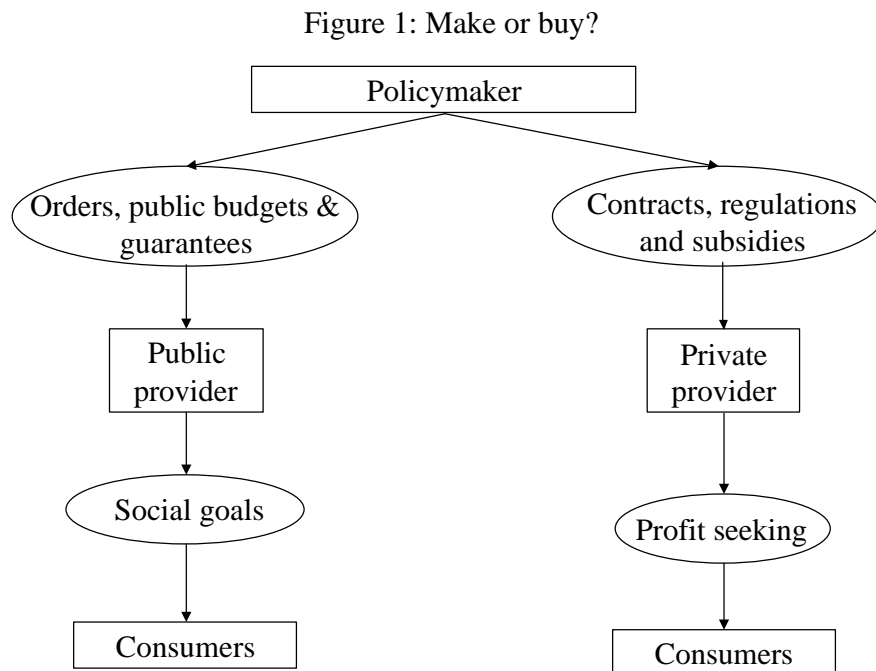 Figure 1: Make or buy?
Policymaker
Orders, public budgets &
guarantees
Contracts, regulations
and subsidies
Public
provider
Private
provider
Social goals
Profit seeking
Consumers
Consumers